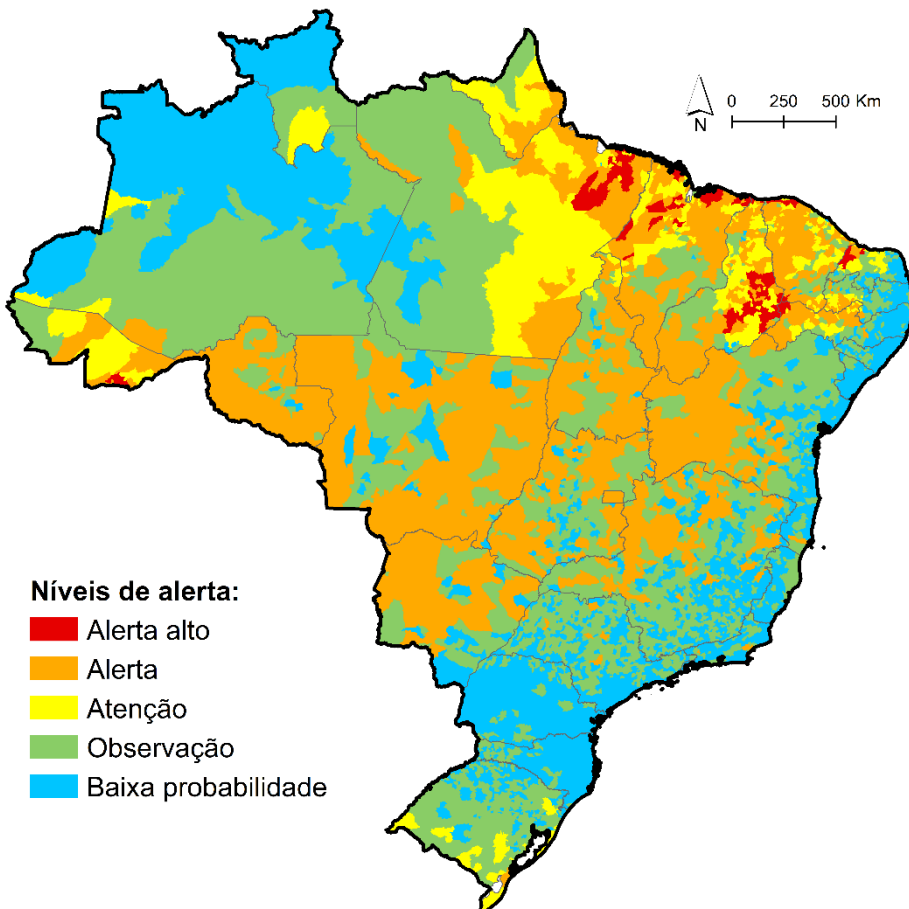 0 250 500 Km
N
Níveis de alerta:
Alerta alto
Alerta
Atenção
Observação
Baixa probabilidade